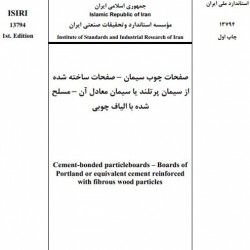 استاندارد ملی ایران
۱۳۷۹۴
چاپ اول
جمهوری اسلامی ایران
Islamic Republic of Iran
مؤسسه استاندارد وتحقیقات صنعتی ایران
Institute of Standards and Industrial Research of Iran
ISIRI
13794
1st. Edition
صفحات چوب سیمان – صفحات ساخته شده
از سیمان پرتلند یا سیمان معادل آن – مسلح
شده با الیاف چوبی
Cement-bonded particleboards – Boards of
Portland or equivalent cement reinforced
with fibrous wood particles